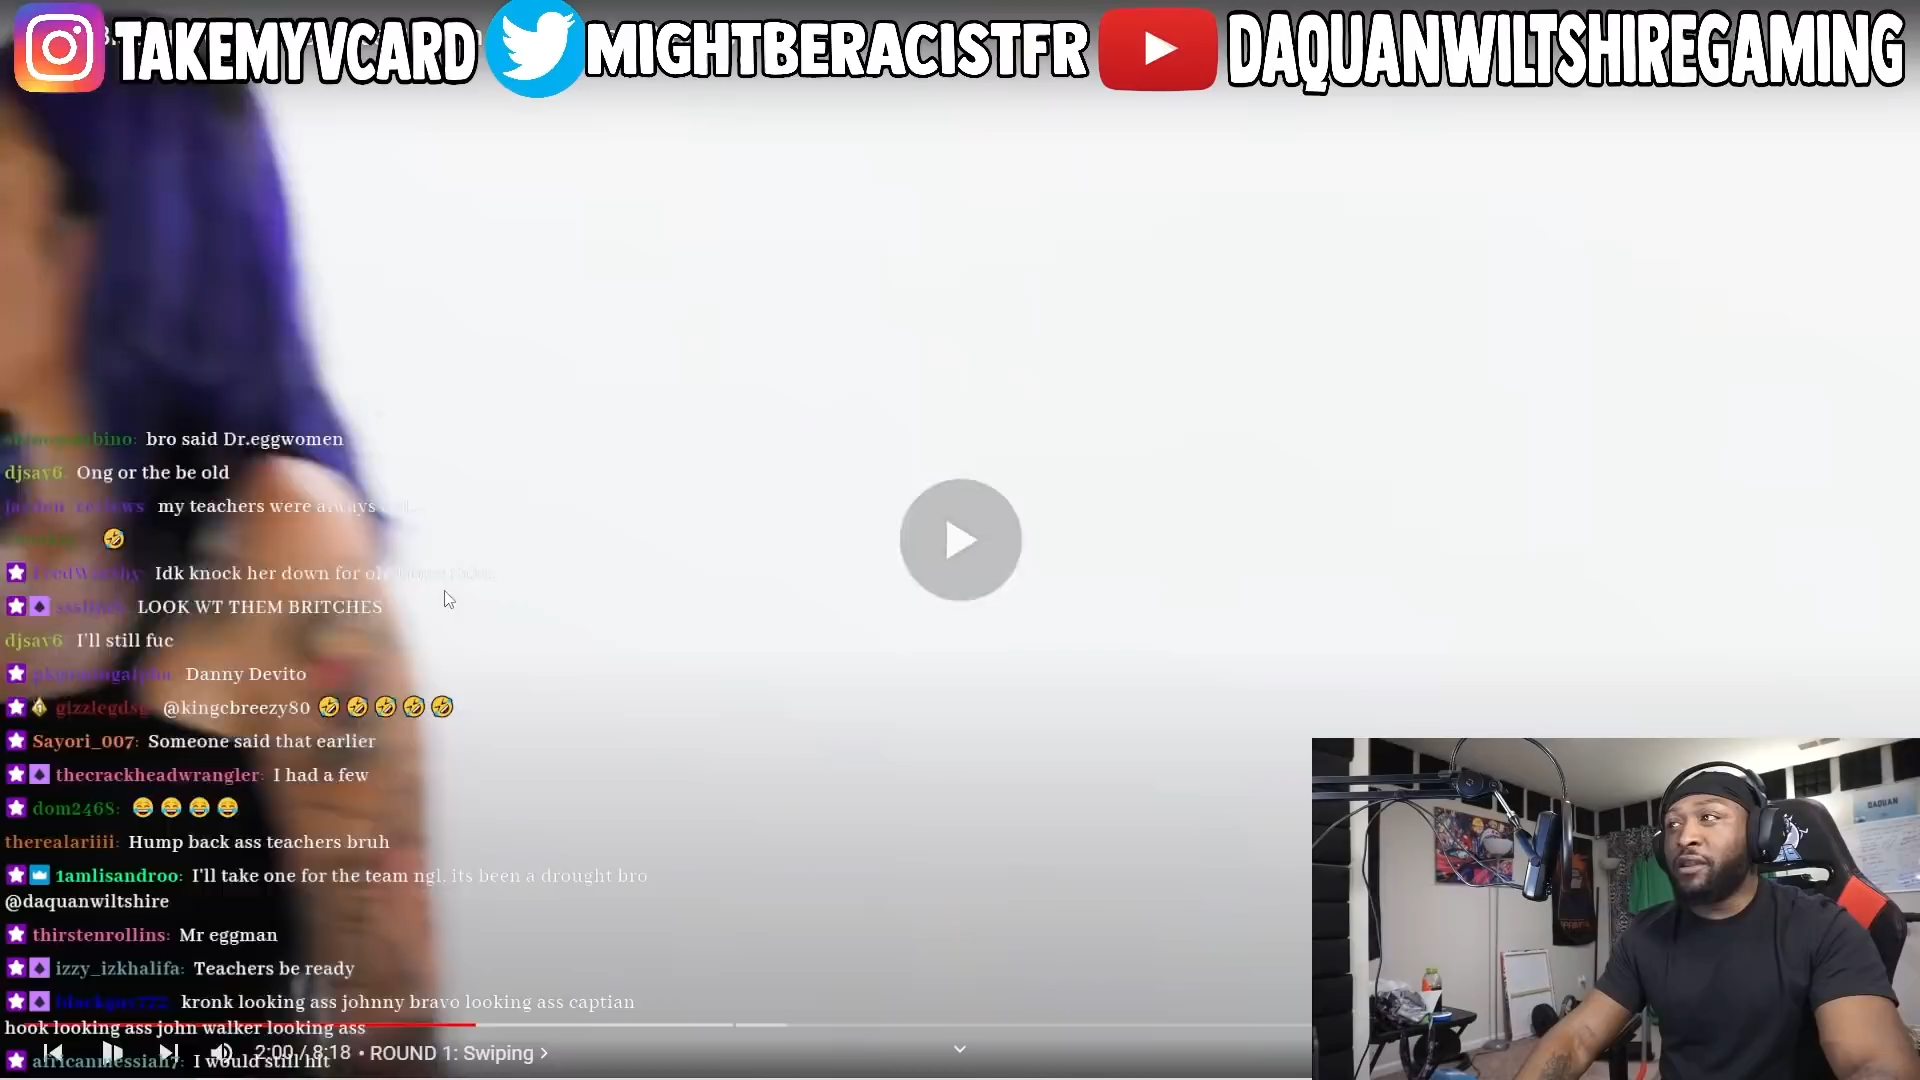 TAKEMYVCARD MIGHTBERACISTFR DAQUANWILTSHIREGAMING
bro said Dr.eggwomen
djsav6: Ong or the be old
my teachers were always
🤣
Idk knock her down for
LOOK WT THEM BRITCHES
djsav6: I'll still fuc
Danny Devito
@kingcbreezy80 🤣 🤣 🤣 🤣 🤣
Sayori_007: Someone said that earlier
thecrackheadwrangler: I had a few
dom2468: 😂 😂 😂 😂
therealariiii: Hump back ass teachers bruh
1amlisandroo: I'll take one for the team ngl. its been a drought bro
@daquanwiltshire
thirstenrollins: Mr eggman
izzy_izkhalifa: Teachers be ready
kronk looking ass johnny bravo looking ass captian
hook looking ass john walker looking ass
2:00 / 8:18 • ROUND 1: Swiping
africanmessiah7: I would still hit
DAQUAN